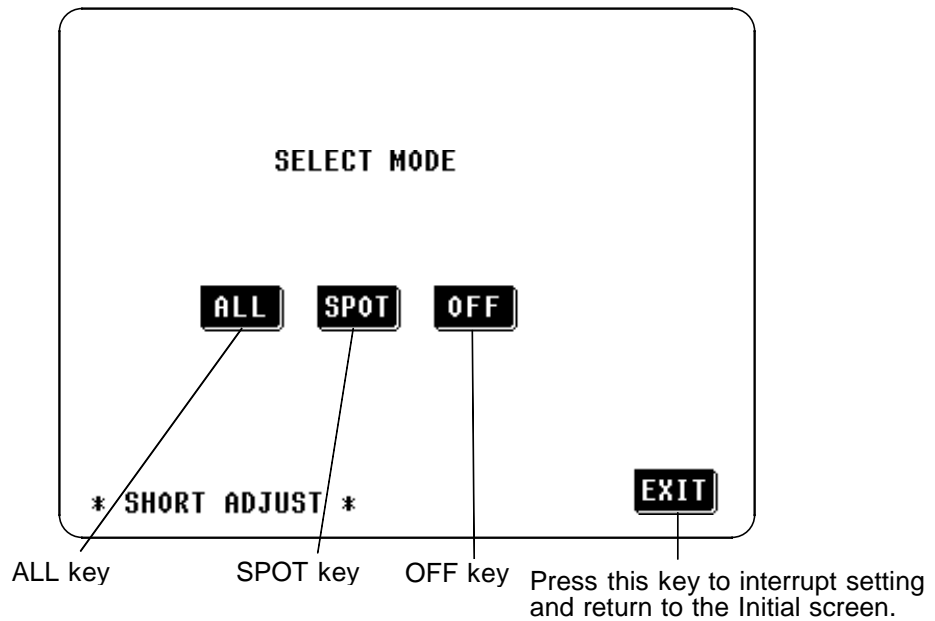 SELECT MODE
ALL SPOT OFF
* SHORT ADJUST *
EXIT
ALL key
SPOT key
OFF key
Press this key to interrupt setting
and return to the Initial screen.